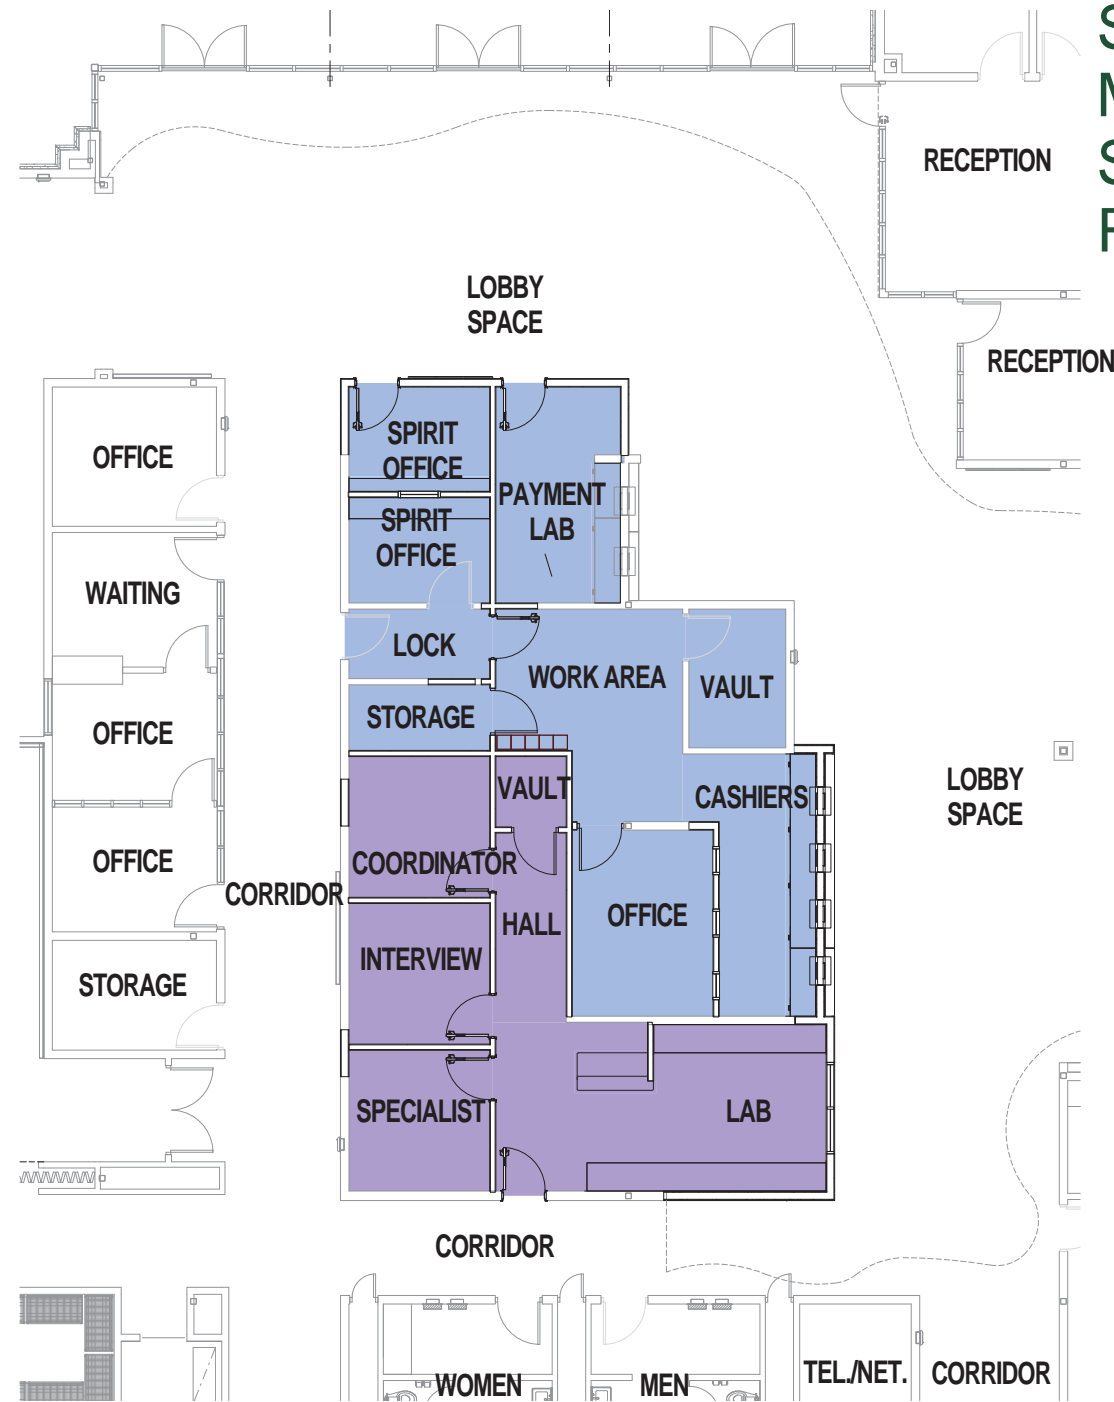 S
M
S
RECEPTION
LOBBY
SPACE
RECEPTION
OFFICE
SPIRIT
OFFICE
PAYMENT
LAB
SPIRIT
OFFICE
WAITING
LOCK
WORK AREA
VAULT
STORAGE
OFFICE
VAULT
CASHIERS
LOBBY
SPACE
OFFICE
COORDINATOR
CORRIDOR
HALL
OFFICE
INTERVIEW
STORAGE
SPECIALIST
LAB
CORRIDOR
WOMEN
MEN
TEL./NET.
CORRIDOR